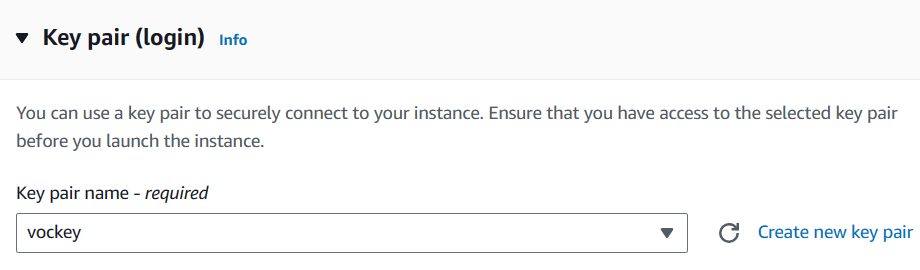 Key pair (login) Info
You can use a key pair to securely connect to your instance. Ensure that you have access to the selected key pair
before you launch the instance.
Key pair name - required
vockey
Create new key pair